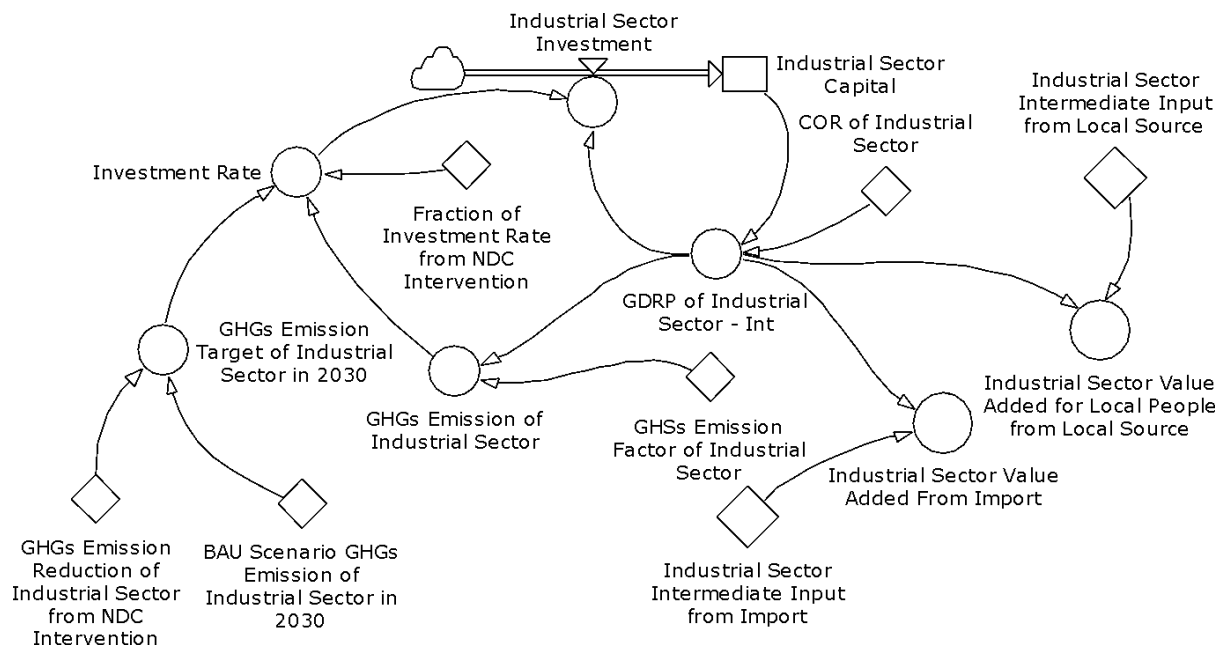 Industrial Sector
Investment
Industrial Sector
Capital
Industrial Sector
Intermediate Input
from Local Source
COR of Industrial
Sector
Investment Rate
Fraction of
Investment Rate
from NDC
Intervention
GDRP of Industrial
Sector - Int
GHGs Emission
Target of Industrial
Sector in 2030
GHGs Emission of
Industrial Sector
GHSs Emission
Factor of Industrial
Sector
Industrial Sector Value
Added for Local People
from Local Source
Industrial Sector Value
Added From Import
GHGs Emission
Reduction of
Industrial Sector
from NDC
Intervention
BAU Scenario GHGs
Emission of
Industrial Sector in
2030
Industrial Sector
Intermediate Input
from Import